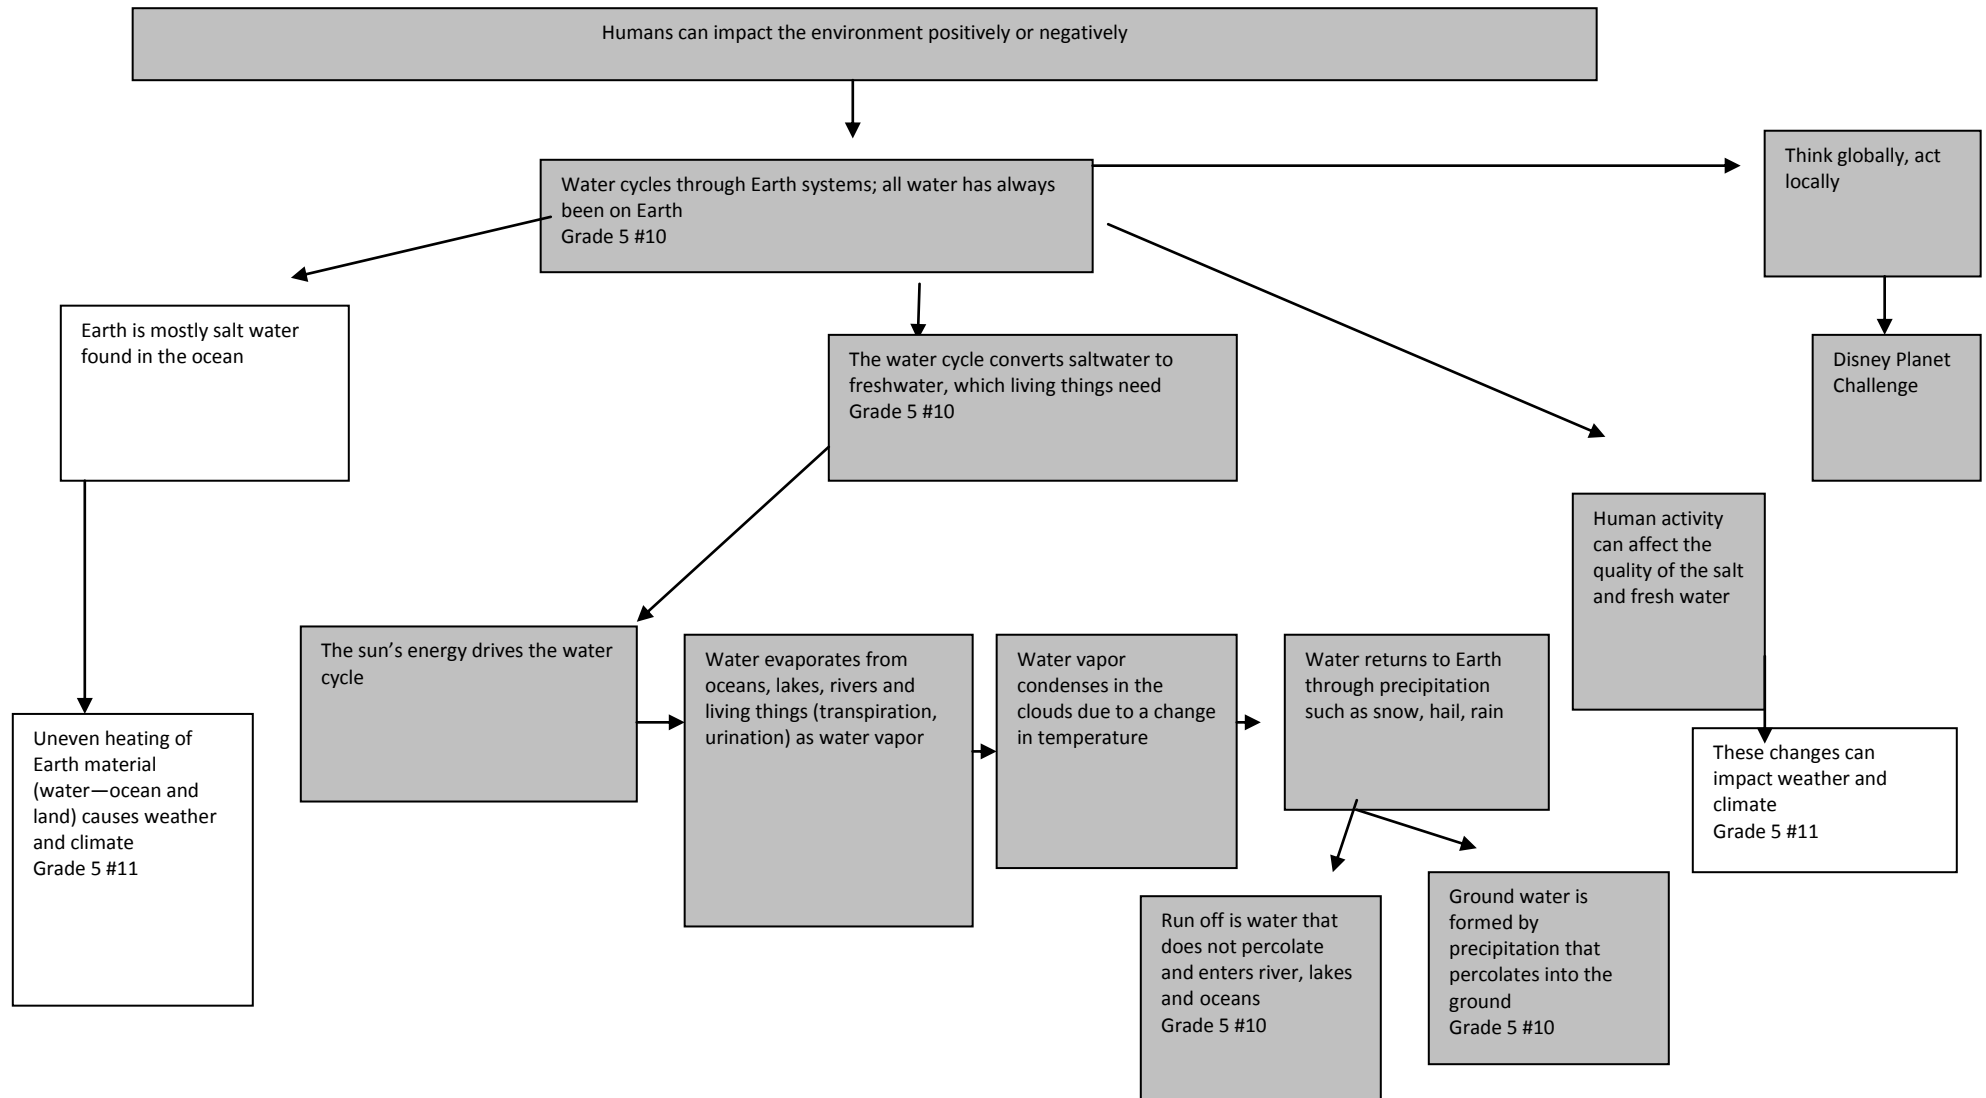 Humans can impact the environment positively or negatively
Think globally, act
locally
Water cycles through Earth systems; all water has always
been on Earth
Grade 5 #10
Earth is mostly salt water
found in the ocean
The water cycle converts saltwater to
freshwater, which living things need
Grade 5 #10
Disney Planet
Challenge
Human activity
can affect the
quality of the salt
and fresh water
The sun’s energy drives the water
cycle
Water evaporates from
oceans, lakes, rivers and
living things (transpiration,
urination) as water vapor
Water vapor
condenses in the
clouds due to a change
in temperature
Water returns to Earth
through precipitation
such as snow, hail, rain
Uneven heating of
Earth material
(water—ocean and
land) causes weather
and climate
Grade 5 #11
These changes can
impact weather and
climate
Grade 5 #11
Run off is water that
does not percolate
and enters river, lakes
and oceans
Grade 5 #10
Ground water is
formed by
precipitation that
percolates into the
ground
Grade 5 #10